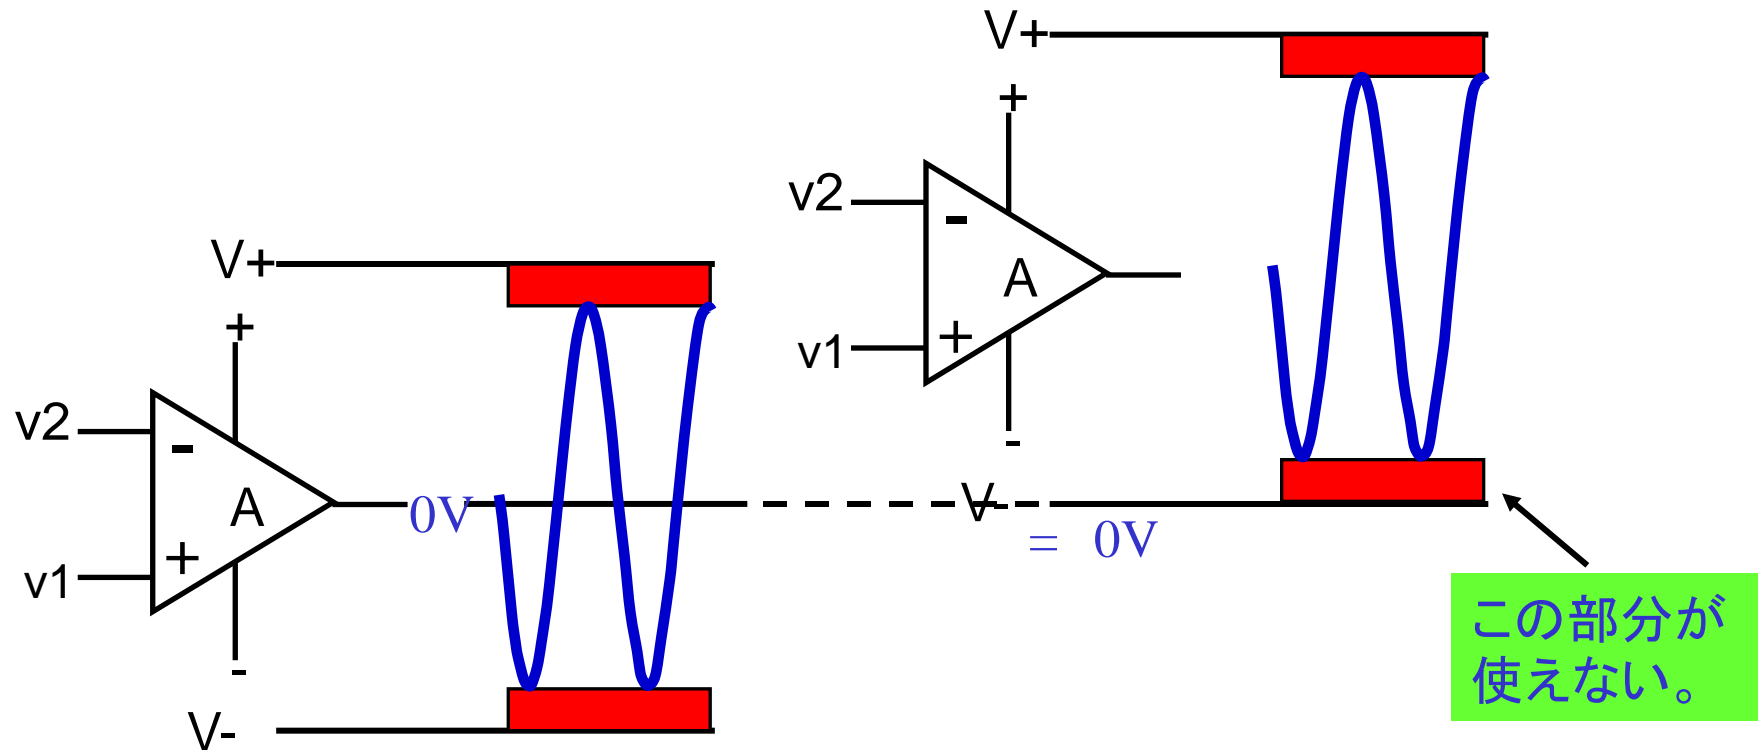 V+
+
v2
-
A
+
v1
-
V-
0V
V+
+
v2
-
A
+
v1
-
V-
= 0V
この部分が
使えない。